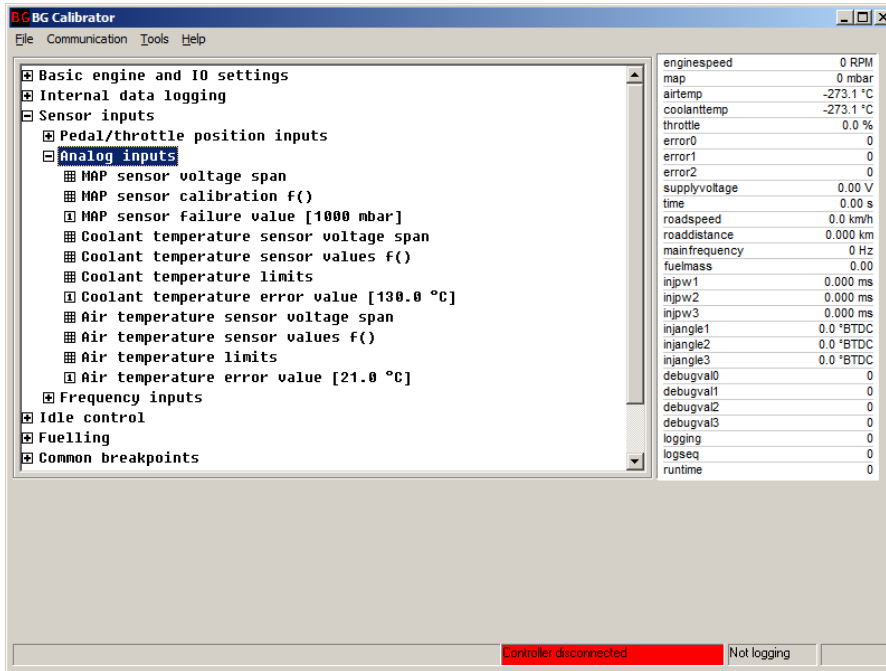 BG BG Calibrator
File Communication Tools Help
Basic engine and IO settings
Internal data logging
Sensor inputs
Pedal/throttle position inputs
Analog inputs
MAP sensor voltage span
MAP sensor calibration f()
MAP sensor failure value [1000 mbar]
Coolant temperature sensor voltage span
Coolant temperature sensor values f()
Coolant temperature limits
Coolant temperature error value [130.0 °C]
Air temperature sensor voltage span
Air temperature sensor values f()
Air temperature limits
Air temperature error value [21.0 °C]
Frequency inputs
Idle control
Fuelling
Common breakpoints
enginespeed 0 RPM
map 0 mbar
airtemp -273.1 °C
coolanttemp -273.1 °C
throttle 0.0 %
error0 0
error1 0
error2 0
supplyvoltage 0.00 V
time 0.00 s
roadspeed 0.0 km/h
roaddistance 0.000 km
mainfrequency 0 Hz
fuelmass 0.00
injpw1 0.000 ms
injpw2 0.000 ms
injpw3 0.000 ms
injangle1 0.0 °BTDC
injangle2 0.0 °BTDC
injangle3 0.0 °BTDC
debugval0 0
debugval1 0
debugval2 0
debugval3 0
logging 0
logseq 0
runtime 0
Controller disconnected
Not logging